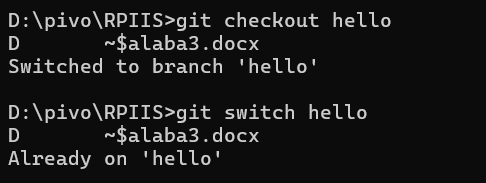 D:\pivo\RPIIS>git checkout hello
D       ~$alaba3.docx
Switched to branch 'hello'

D:\pivo\RPIIS>git switch hello
D       ~$alaba3.docx
Already on 'hello'